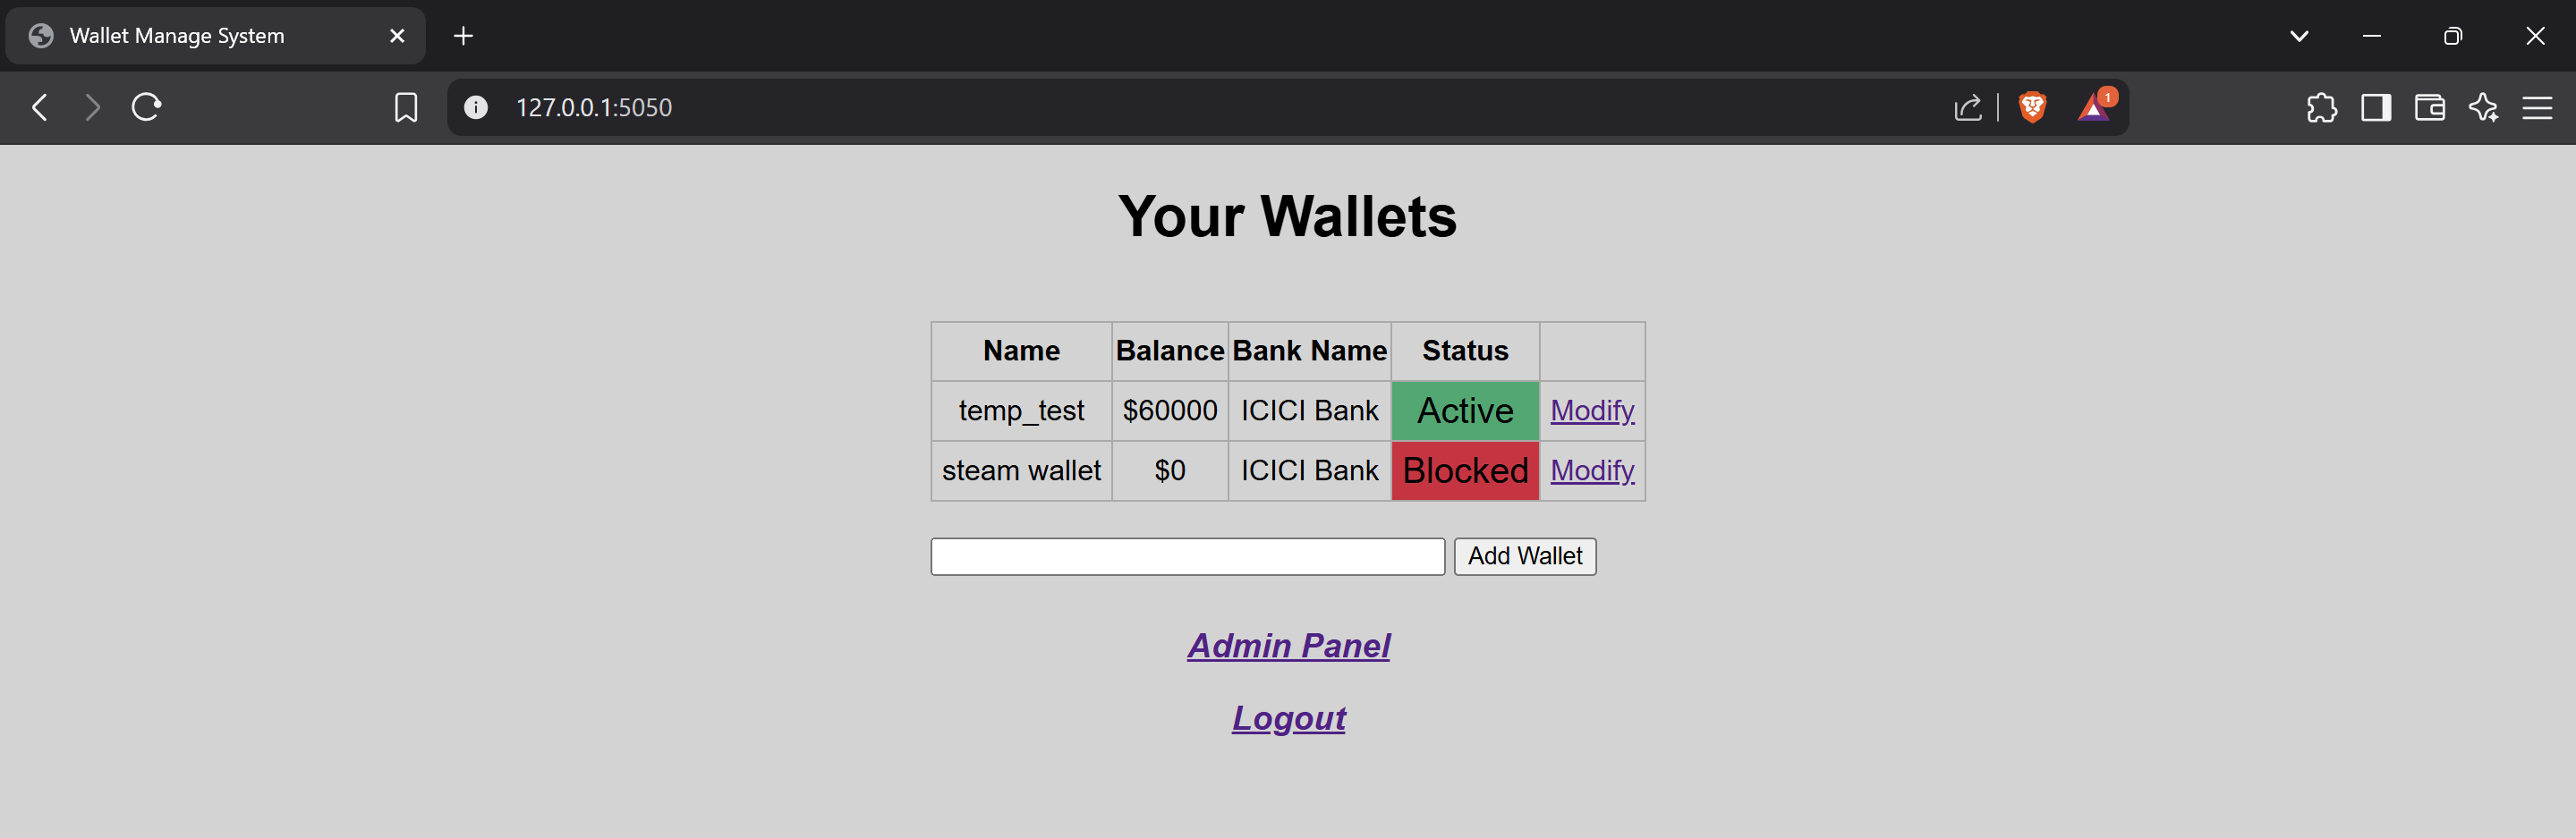 Wallet Manage System
127.0.0.1:5050
1
Your Wallets
Name Balance Bank Name Status
temp_test $60000 ICICI Bank Active Modify
steam wallet $0 ICICI Bank Blocked Modify
Add Wallet
Admin Panel
Logout